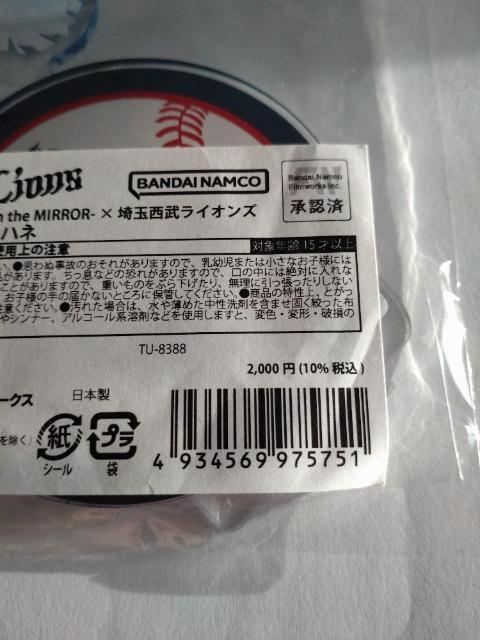 Lions
BANDAI NAMCO
Bandai Namco
Filmworks Inc.
承認済
n the MIRROR- × 埼玉西武ライオンズ
ハネ
使用上の注意
対象年齢15才以上
。●思わぬ事故のおそれがありますので、乳幼児または小さなお子様には
があります。ちっ息などの恐れがありますので、口の中には絶対に入れな
ことがありますので、重いものをぶら下げたり、無理に引っ張ったりしない
、お子様の手の届かないところに保管してください。●商品の特性上、とがっ
注意ください。●汚れた場合は、水や薄めた中性洗剤を含ませ固く絞った布
やシンナー、アルコール系溶剤などを使用しますと、変色・変形・破損の
TU-8388
2,000 円 (10% 税込)
ークス
日本製
を除く)
紙
シール
プラ
袋
4 934569 975751